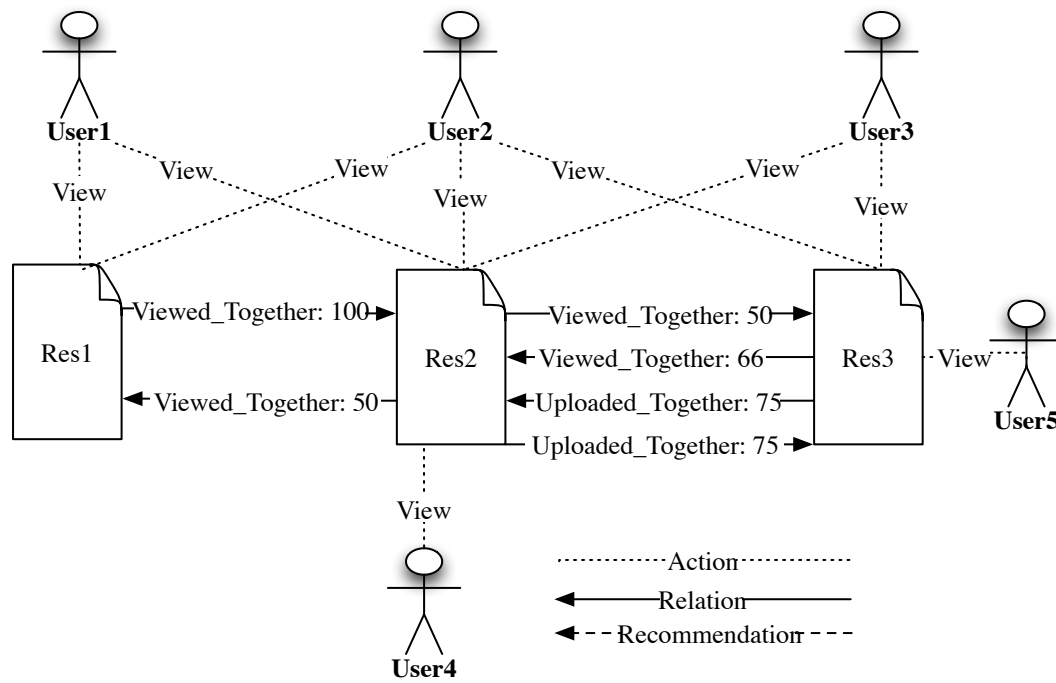 User1
User2
User3
View
View
View
View
View
View
View
Viewed_Together: 100
Viewed_Together: 50
Res1
Res2
Viewed_Together: 66
Res3
View
Viewed_Together: 50
Uploaded_Together: 75
User5
Uploaded_Together: 75
View
Action
Relation
Recommendation
User4